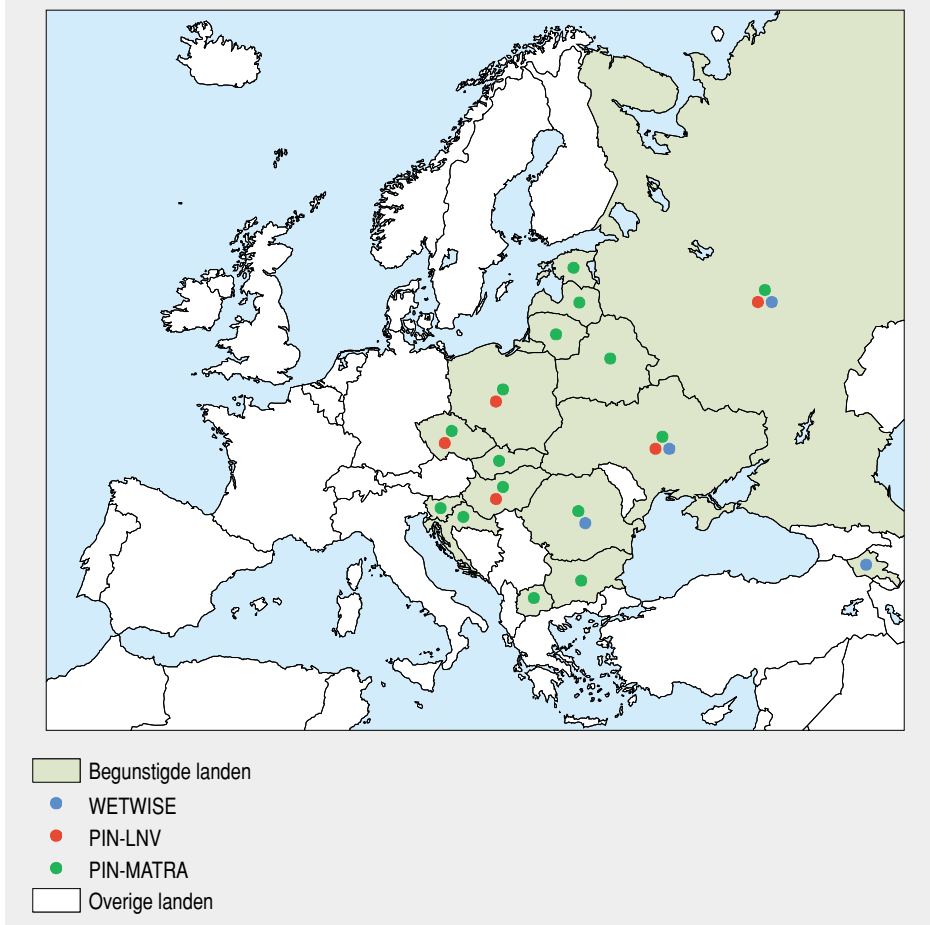 Begunstigde landen
WETWISE
PIN-LNV
PIN-MATRA
Overige landen